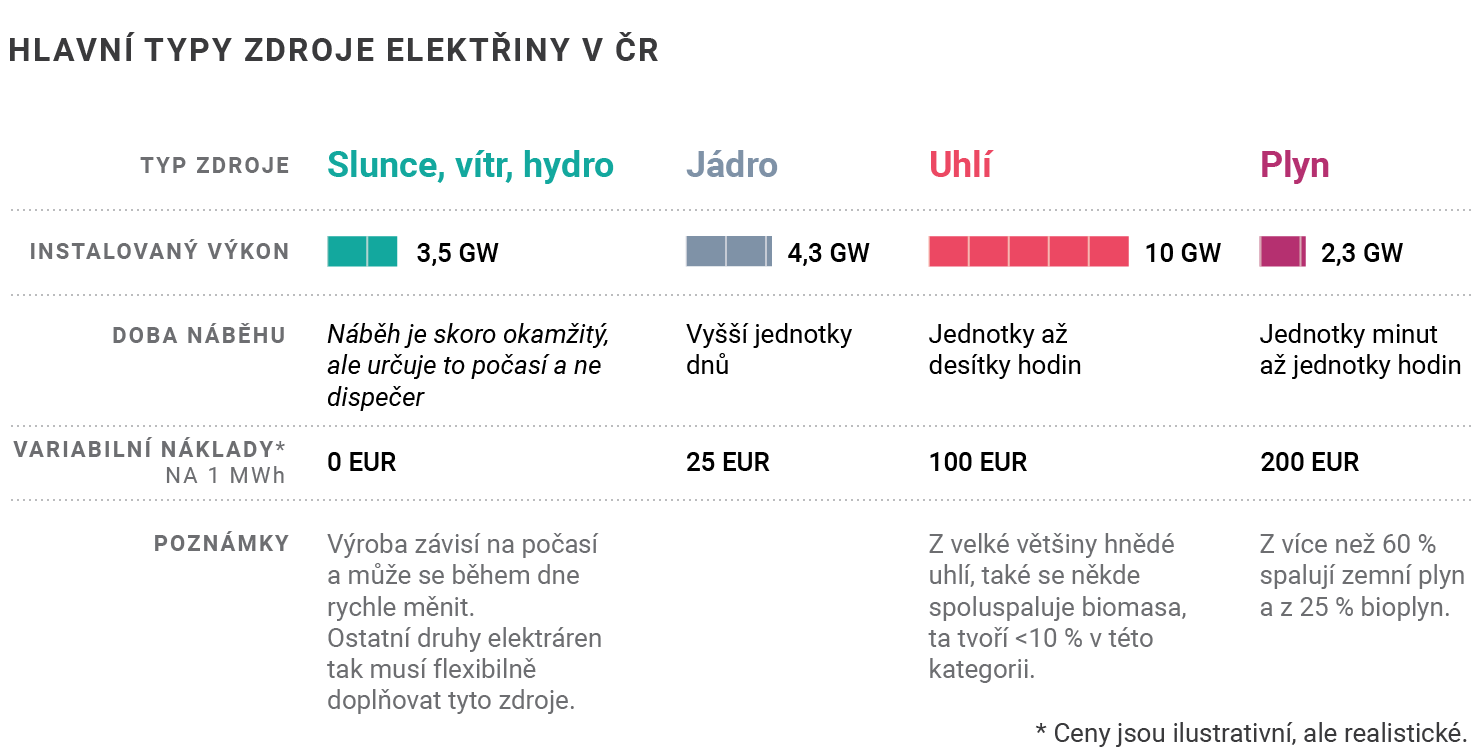 HLAVNÍ TYPY ZDROJE ELEKTŘINY V ČR
TYP ZDROJE
Slunce, vítr, hydro
Jádro
Uhlí
Plyn
INSTALOVANÝ VÝKON
3,5 GW
4,3 GW
10 GW
2,3 GW
DOBA NÁBĚHU
Náběh je skoro okamžitý,
ale určuje to počasí a ne
dispečer
Vyšší jednotky
dnů
Jednotky až
desítky hodin
Jednotky minut
až jednotky hodin
VARIABILNÍ NÁKLADY*
NA 1 MWh
0 EUR
25 EUR
100 EUR
200 EUR
POZNÁMKY
Výroba závisí na počasí
a může se během dne
rychle měnit.
Ostatní druhy elektráren
tak musí flexibilně
doplňovat tyto zdroje.
Z velké většiny hnědé
uhlí, také se někde
spoluspaluje biomasa,
ta tvoří <10 % v této
kategorii.
Z více než 60 %
spalují zemní plyn
a z 25 % bioplyn.
* Ceny jsou ilustrativní, ale realistické.